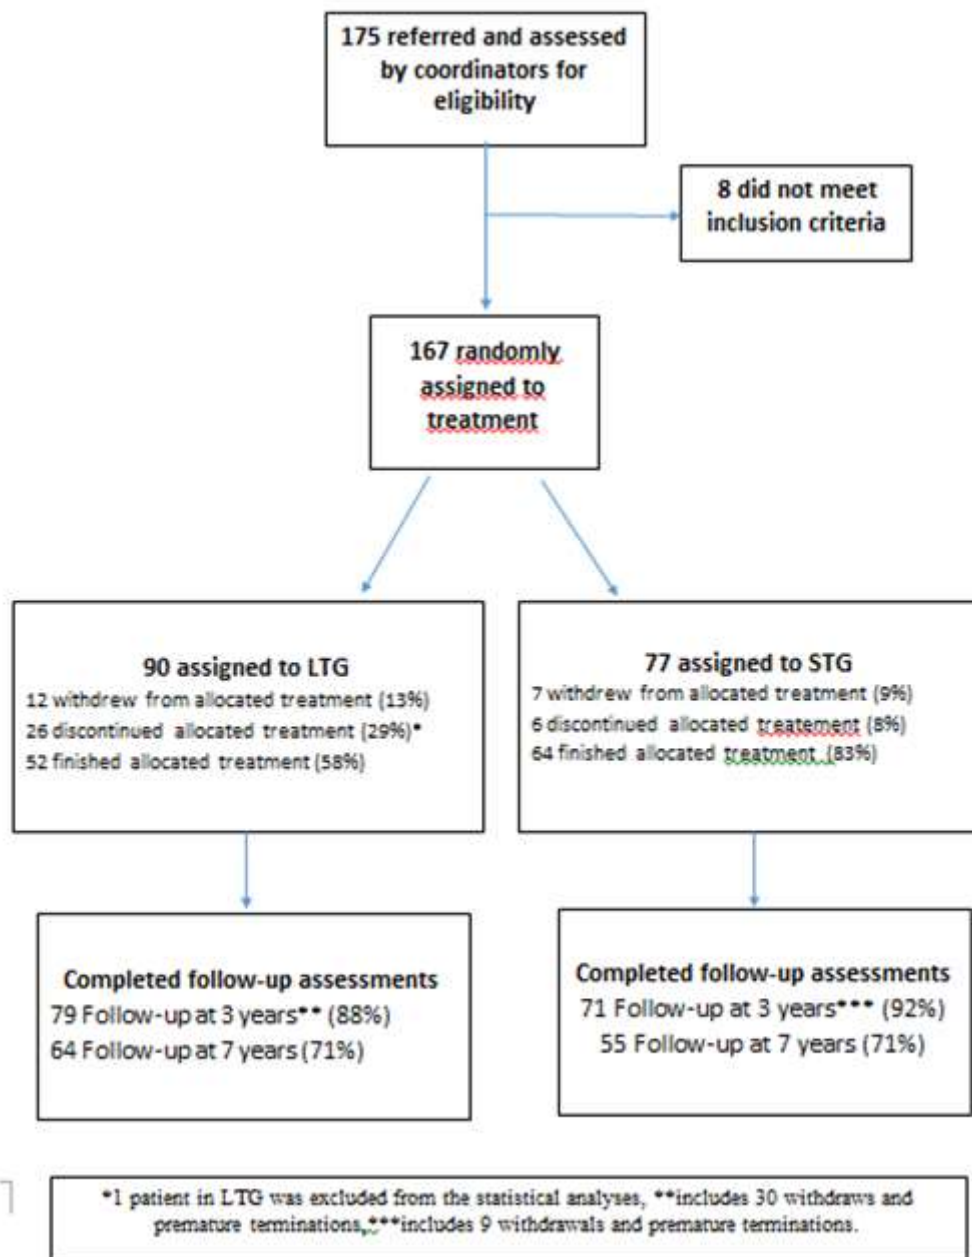 175 referred and assessed
by coordinators for
eligibility
8 did not meet
inclusion criteria
167 randomly
assigned to
treatment
90 assigned to LTG
12 withdrew from allocated treatment (13%)
26 discontinued allocated treatment (29%)*
52 finished allocated treatment (58%)
77 assigned to STG
7 withdrew from allocated treatment (9%)
6 discontinued allocated treatement (8%)
64 finished allocated treatment (83%)
Completed follow-up assessments
79 Follow-up at 3 years** (88%)
64 Follow-up at 7 years (71%)
Completed follow-up assessments
71 Follow-up at 3 years*** (92%)
55 Follow-up at 7 years (71%)
*1 patient in LTG was excluded from the statistical analyses, **includes 30 withdraws and
premature terminations,.***includes 9 withdrawals and premature terminations.